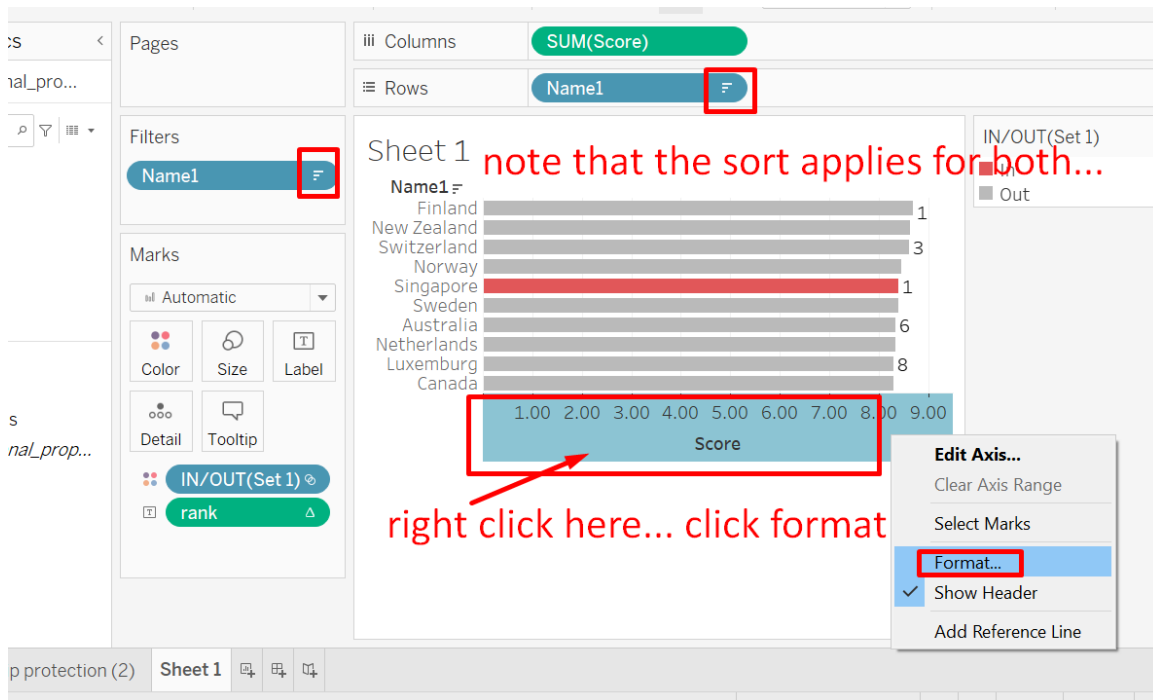 cs <
Pages
iii Columns
SUM(Score)
nal_pro...
Rows
Name1
Filters
Name1
Sheet 1
note that the sort applies for both...
IN/OUT(Set 1)
In
Out
Name1
Finland
1
New Zealand
Switzerland
3
Norway
Singapore
1
Sweden
Australia
6
Netherlands
Luxemburg
8
Canada
1.00 2.00 3.00 4.00 5.00 6.00 7.00 8.00 9.00
Score
Marks
Automatic
Color Size Label
T
Detail Tooltip
IN/OUT(Set 1)
T rank Δ
s
nal_prop...
right click here... click format
Edit Axis...
Clear Axis Range
Select Marks
Format...
Show Header
Add Reference Line
p protection (2) Sheet 1